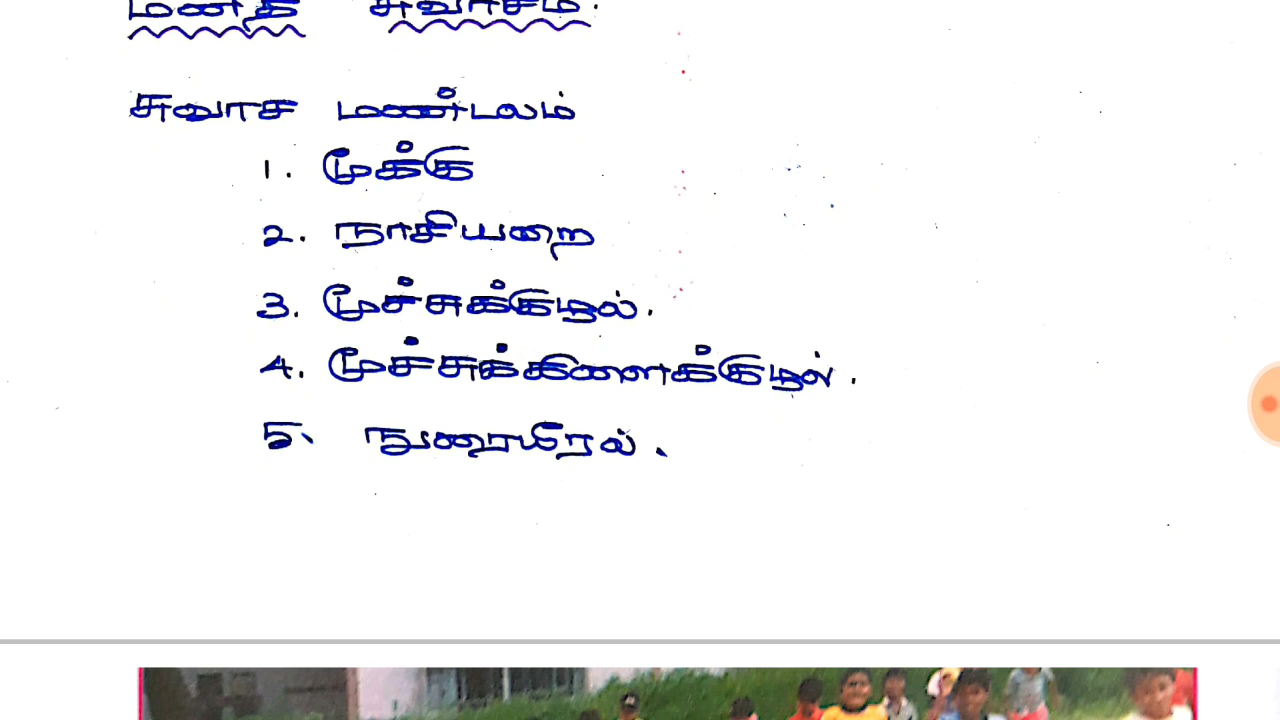 மனித சுவாசம்.
சுவாச மண்டலம்
1. மூக்கு
2. நாசியறை
3. மூச்சுக்குழல்.
4. மூச்சுக்கிளைக்குழல்.
5. நுரையீரல்.